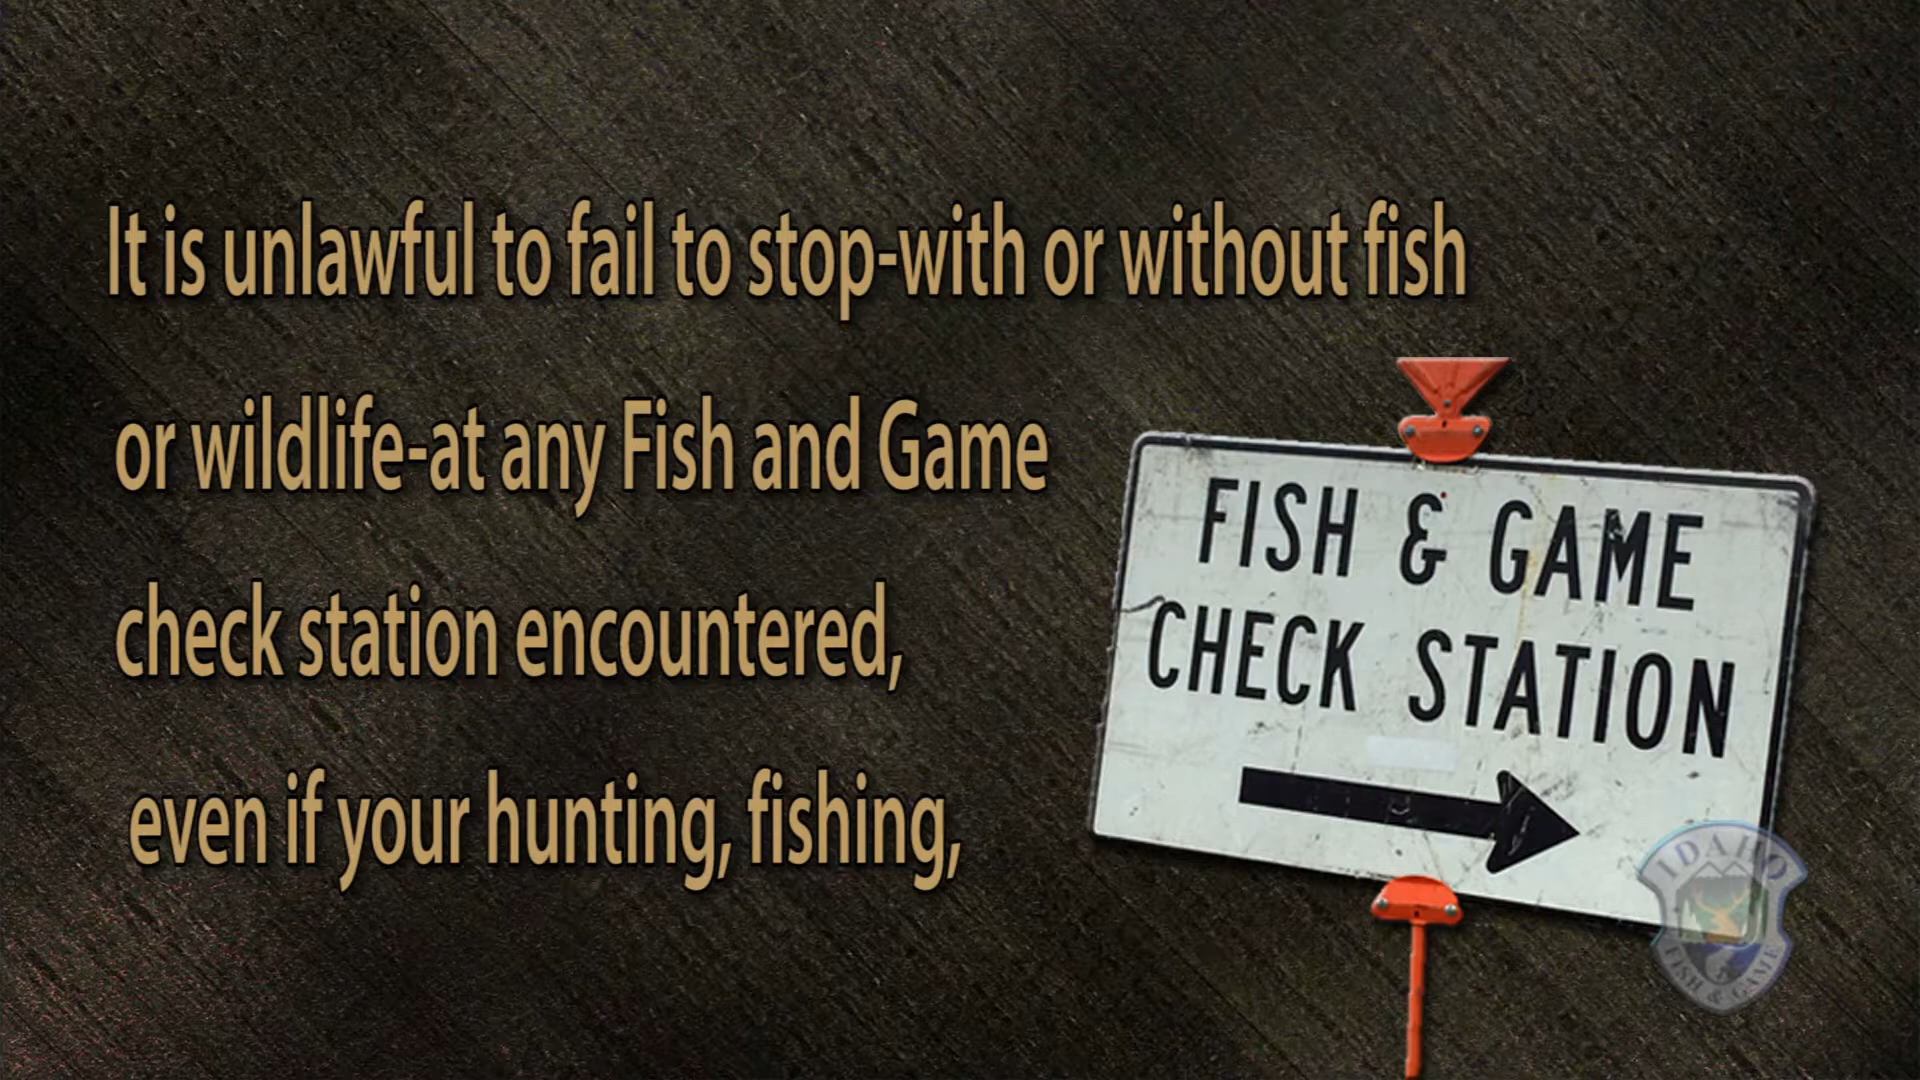 It is unlawful to fail to stop-with or without fish
or wildlife-at any Fish and Game
check station encountered,
even if your hunting, fishing,
FISH & GAME
CHECK STATION
IDAHO
FISH & GAME